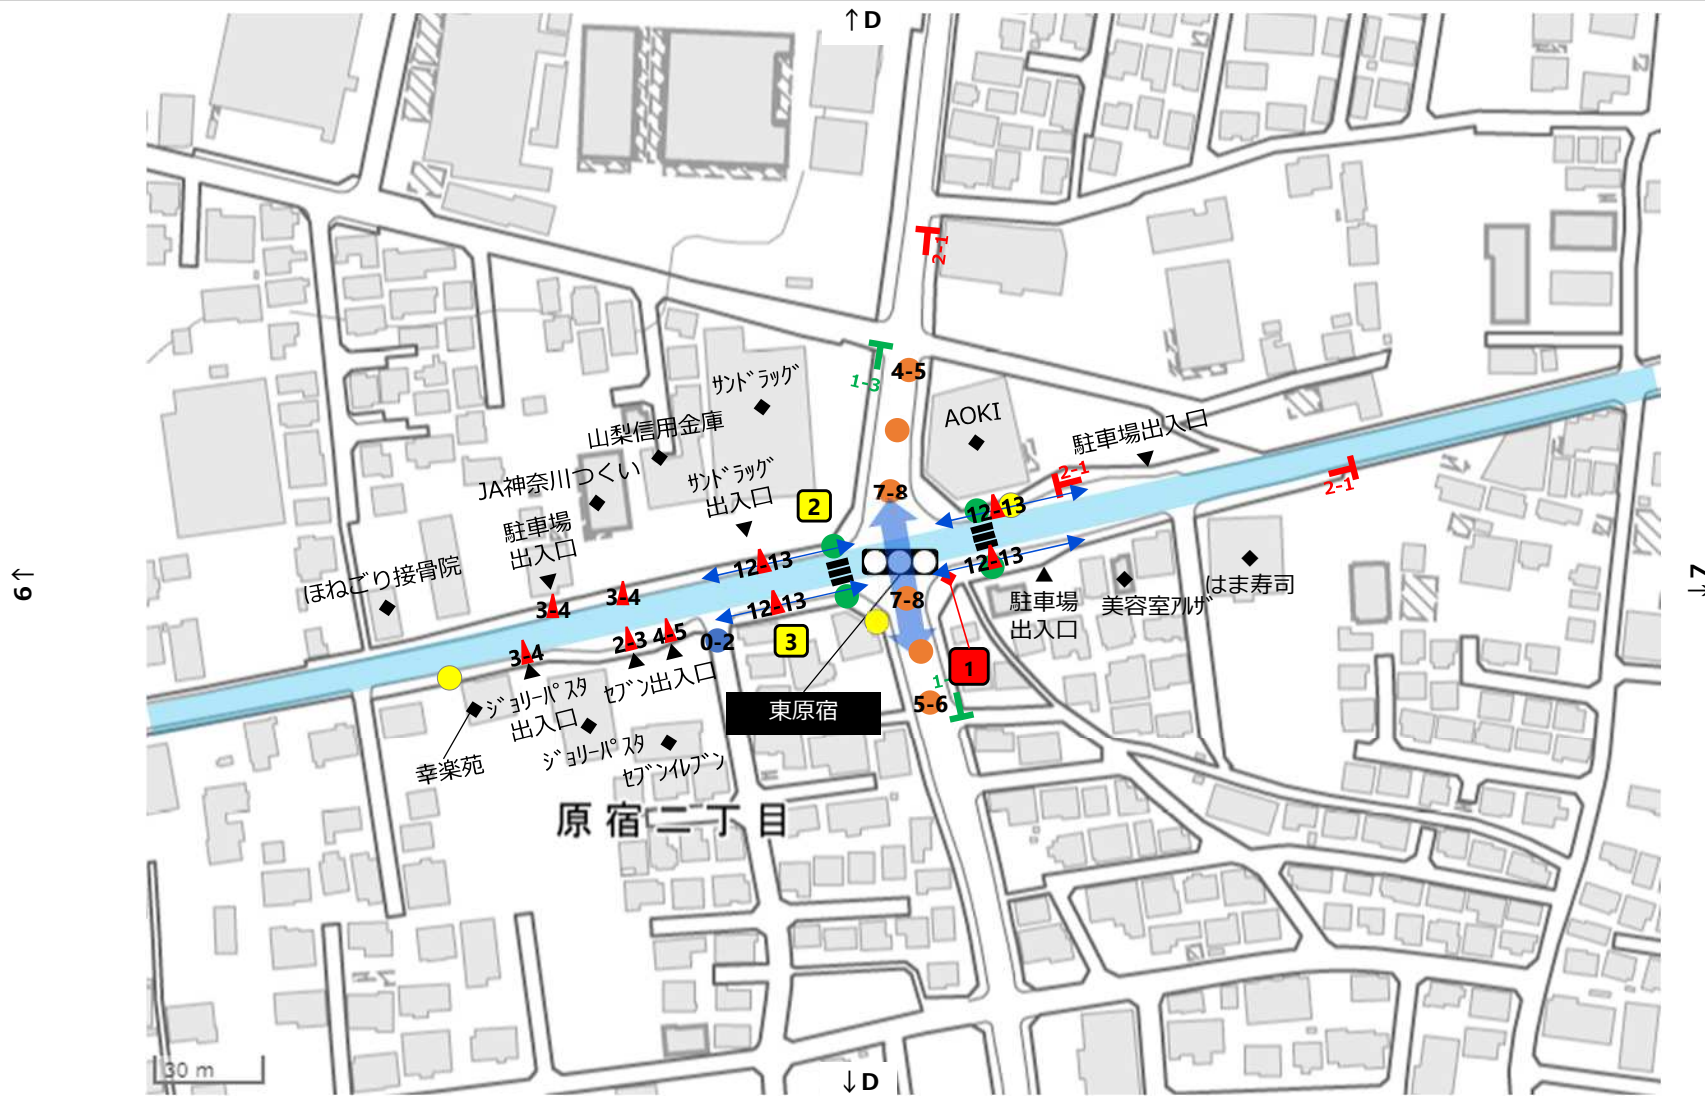 ↑D
2-1
1-3
4-5
ｻﾝﾄﾞﾗｯｸﾞ
AOKI
山梨信用金庫
駐車場出入口
JA神奈川つくい
ｻﾝﾄﾞﾗｯｸﾞ
出入口
2-1
2-1
7-8
2
12-13
駐車場
出入口
12-13
12-13
ほねごり接骨院
6↑
7
はま寿司
美容室ｱﾙｻﾞ
駐車場
出入口
3-4
3-4
12-13
7-8
3-4
2-3
4-5
0-2
3
1
1-
5-6
ｼﾞｮﾘｰﾊﾟｽﾀ
出入口
ｾﾌﾞﾝ出入口
東原宿
幸楽苑
ｼﾞｮﾘｰﾊﾟｽﾀ
ｾﾌﾞﾝｲﾚﾌﾞﾝ
原宿二丁目
30 m
↓D